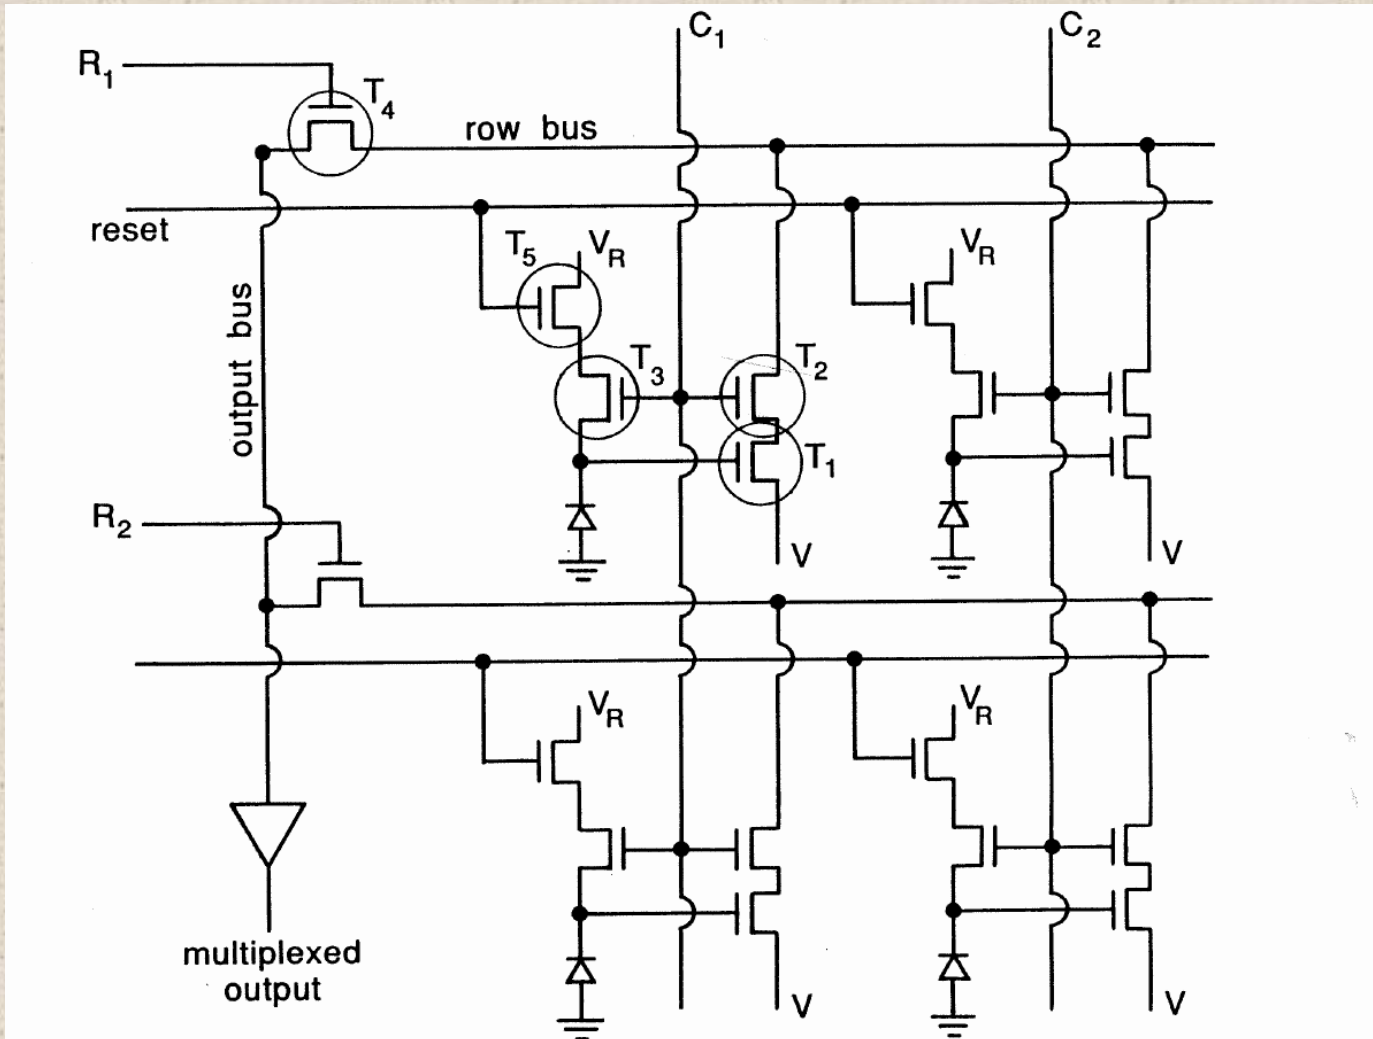 C1
C2
R1
T4
row bus
reset
T5
VR
VR
output bus
T3
T2
T1
R2
V
V
VR
VR
multiplexed
output
V
V